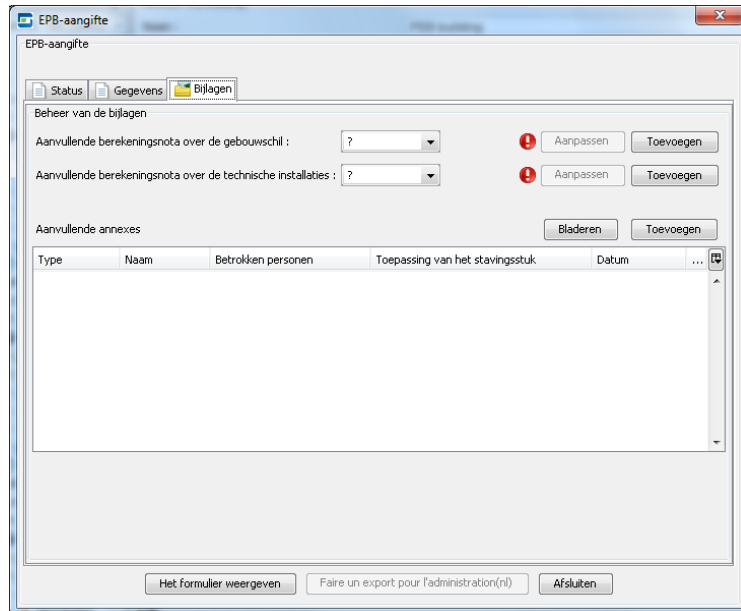 EPB-aangifte
EPB-aangifte
Status Gegevens Bijlagen
Beheer van de bijlagen
Aanvullende berekeningsnota over de gebouwschil : ? Aanpassen Toevoegen
Aanvullende berekeningsnota over de technische installaties : ? Aanpassen Toevoegen
Aanvullende annexes Bladeren Toevoegen
Type Naam Betrokken personen Toepassing van het stavingsstuk Datum ...
Het formulier weergeven Faire un export pour l'administration(nl) Afsluiten